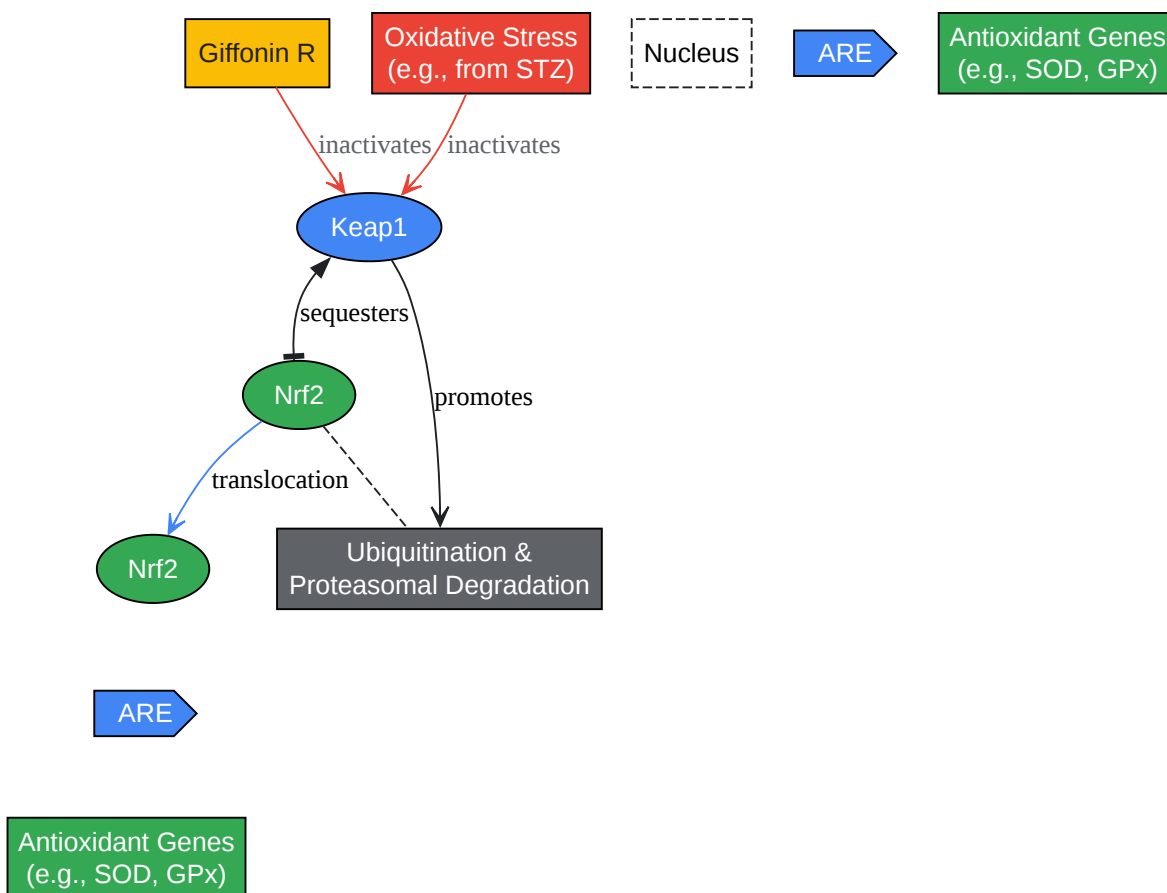 Giffonin R
Oxidative Stress
(e.g., from STZ)
Nucleus
ARE
Antioxidant Genes
(e.g., SOD, GPx)
inactivates
inactivates
Keap1
sequesters
Nrf2
promotes
translocation
Nrf2
Ubiquitination &
Proteasomal Degradation
ARE
Antioxidant Genes
(e.g., SOD, GPx)